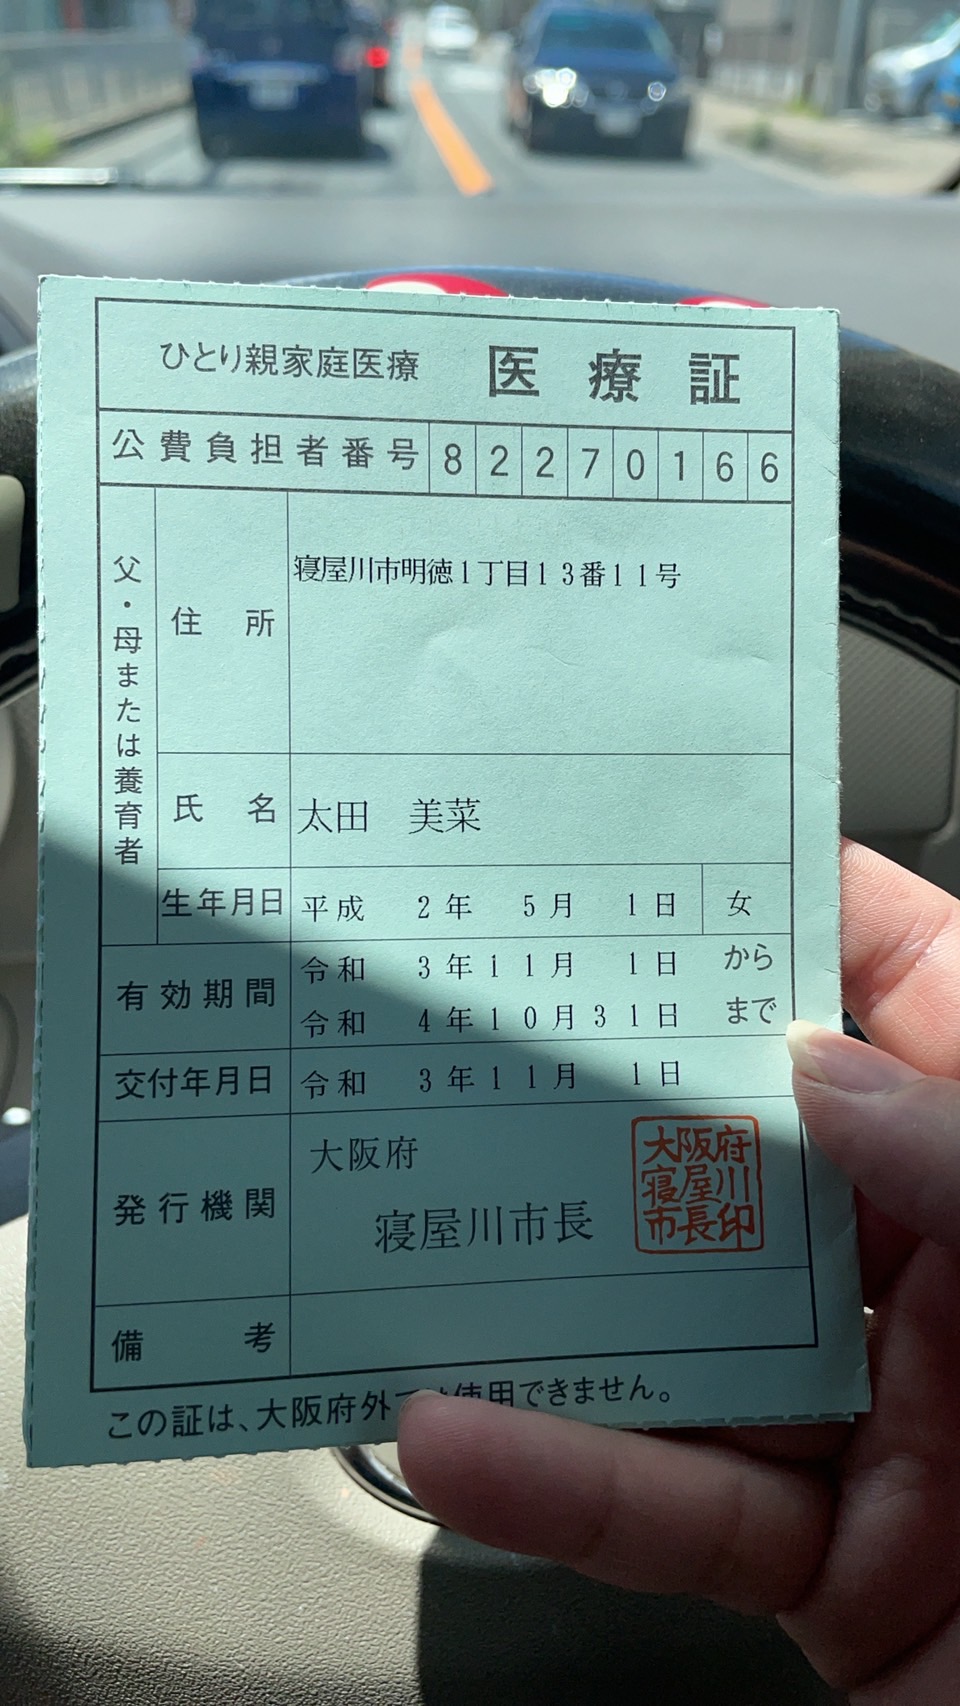 ひとり親家庭医療 医療証
公費負担者番号 82270166
父・母または養育者
住所 寝屋川市明徳1丁目13番11号
氏名 太田 美菜
生年月日 平成 2年 5月 1日 女
有効期間 令和 3年11月 1日 から
令和 4年10月31日 まで
交付年月日 令和 3年11月 1日
発行機関 大阪府
寝屋川市長
大阪府
寝屋川
市長印
備考
この証は、大阪府外 使用できません。